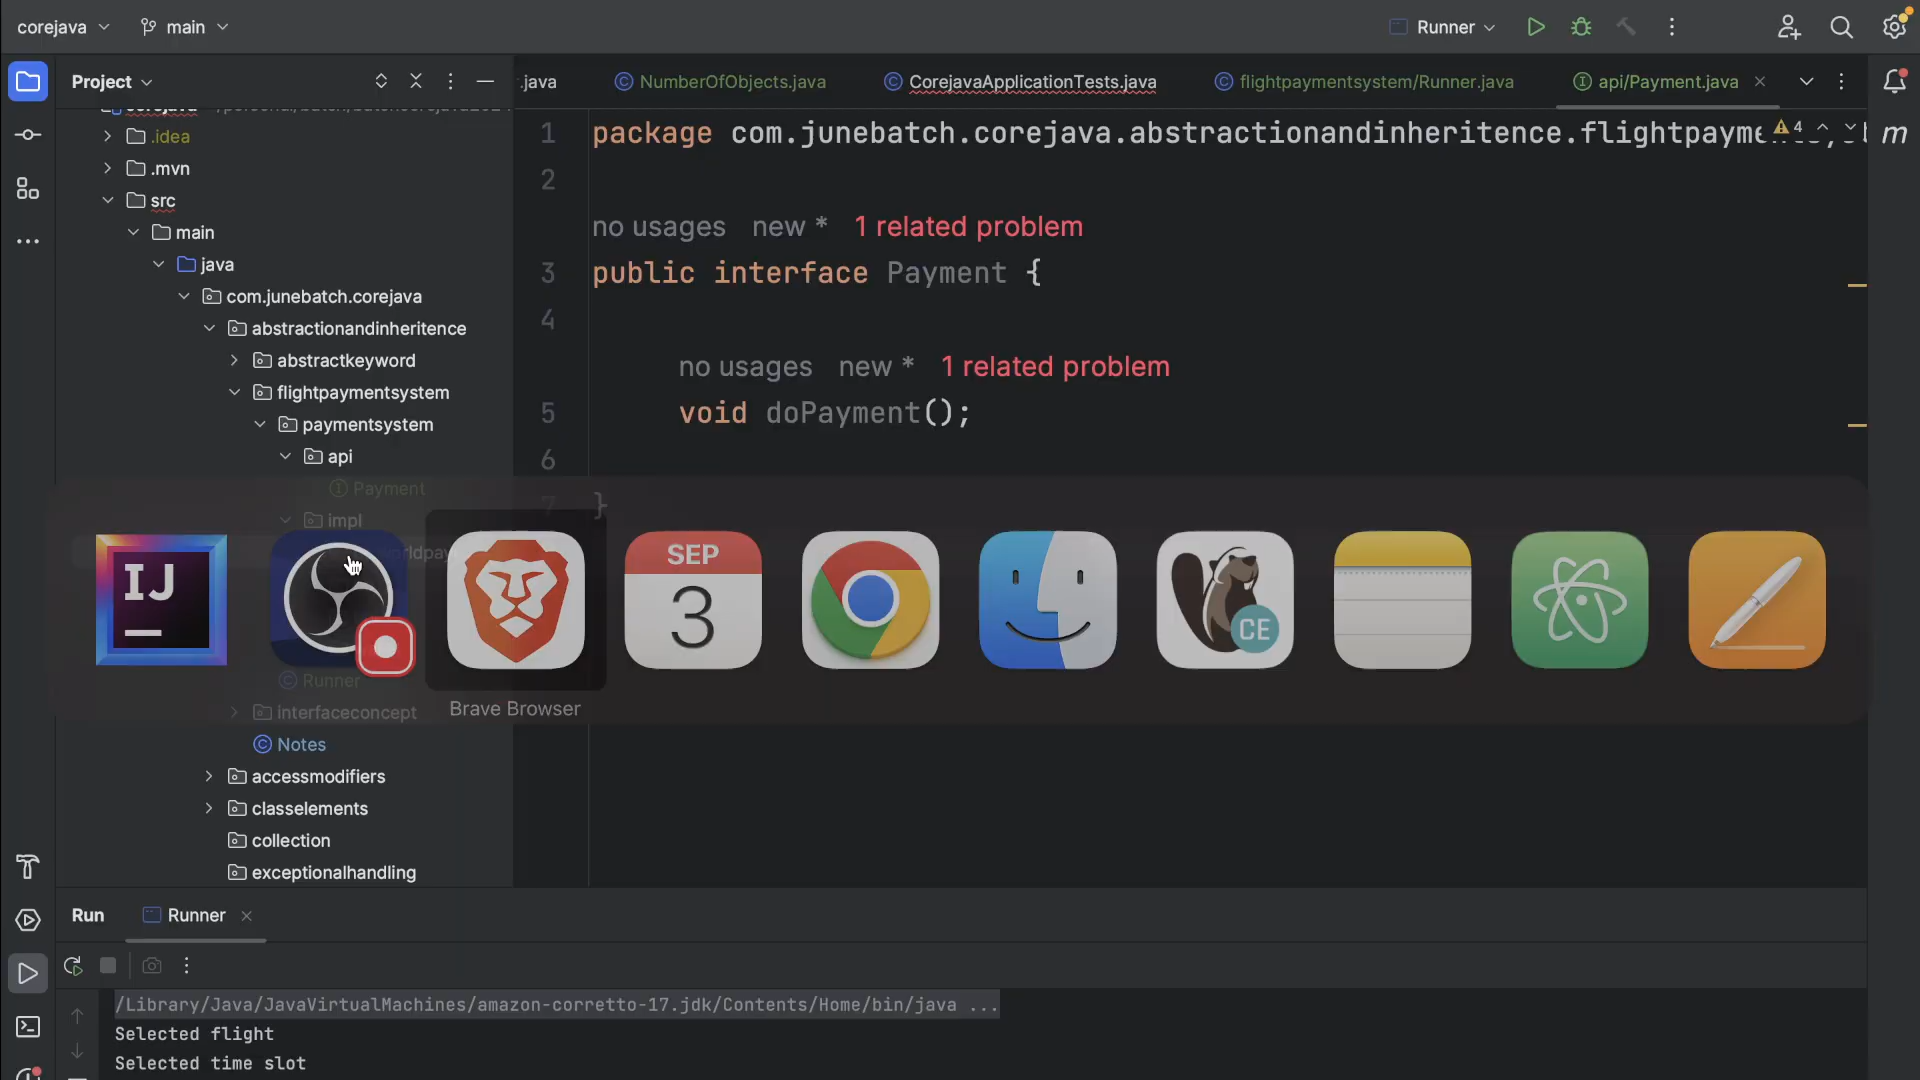 corejava
main
Runner
Project
.java
NumberOfObjects.java
CorejavaApplicationTests.java
flightpaymentsystem/Runner.java
api/Payment.java
.idea
.mvn
src
main
java
com.junebatch.corejava
abstractionandinheritence
abstractkeyword
flightpaymentsystem
paymentsystem
api
Payment
impl
Runner
interfaceconcept
Notes
accessmodifiers
classelements
collection
exceptionalhandling
1 package com.junebatch.corejava.abstractionandinheritence.flightpayme
4
m
2
no usages new * 1 related problem
3 public interface Payment {
4
no usages new * 1 related problem
5 void doPayment();
6
7 }
IJ
SEP
3
CE
Brave Browser
Run
Runner
/Library/Java/JavaVirtualMachines/amazon-corretto-17.jdk/Contents/Home/bin/java ...
Selected flight
Selected time slot